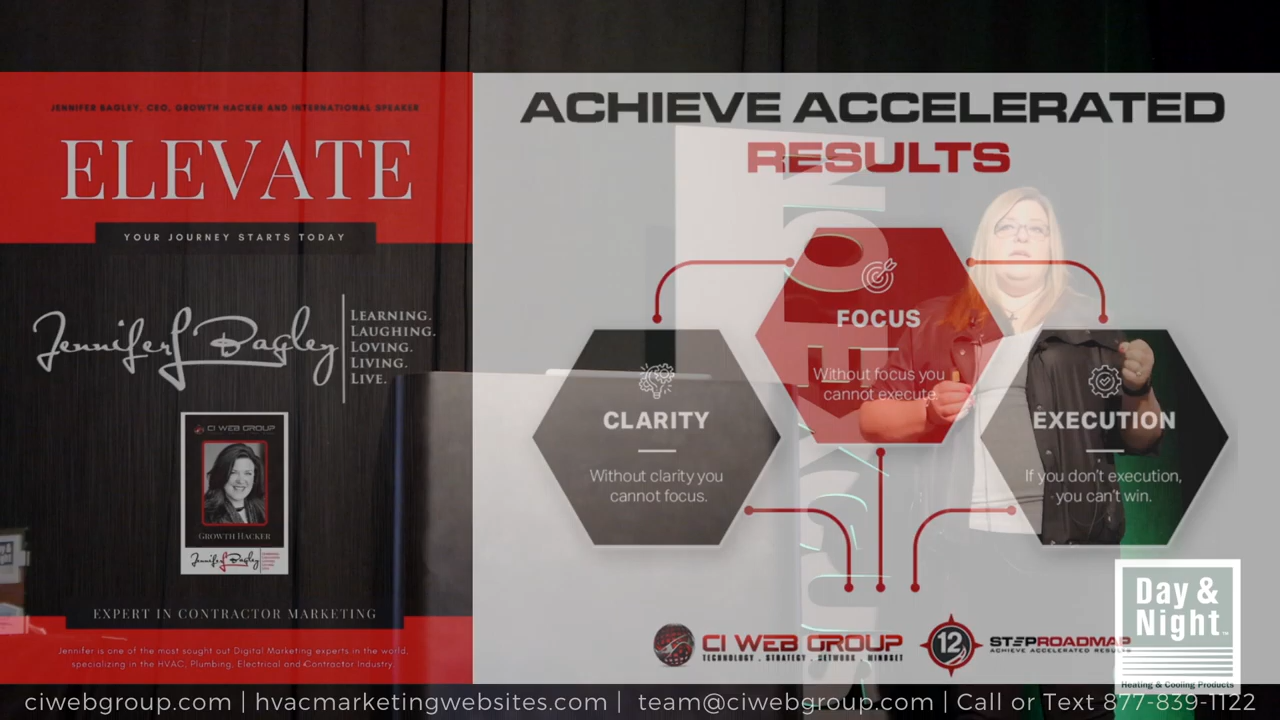 JENNIFER BAGLEY, CEO, GROWTH HACKER AND INTERNATIONAL SPEAKER
ELEVATE
YOUR JOURNEY STARTS TODAY
Jennifer L Bagley
LEARNING.
LAUGHING.
LOVING.
LIVING.
LIVE.
CI WEB GROUP
GROWTH HACKER
Jennifer L Bagley
EXPERT IN CONTRACTOR MARKETING
Jennifer is one of the most sought out Digital Marketing experts in the world,
specializing in the HVAC, Plumbing, Electrical and Contractor Industry.
ACHIEVE ACCELERATED
RESULTS
FOCUS
Without focus you
cannot execute.
CLARITY
Without clarity you
cannot focus.
EXECUTION
If you don't execution,
you can't win.
CI WEB GROUP
TECHNOLOGY . STRATEGY . NETWORK . MINDSET
12
STEPROADMAP
ACHIEVE ACCELERATED RESULTS
Day &
Night™
Heating & Cooling Products
ciwebgroup.com | hvacmarketingwebsites.com | team@ciwebgroup.com | Call or Text 877-839-1122